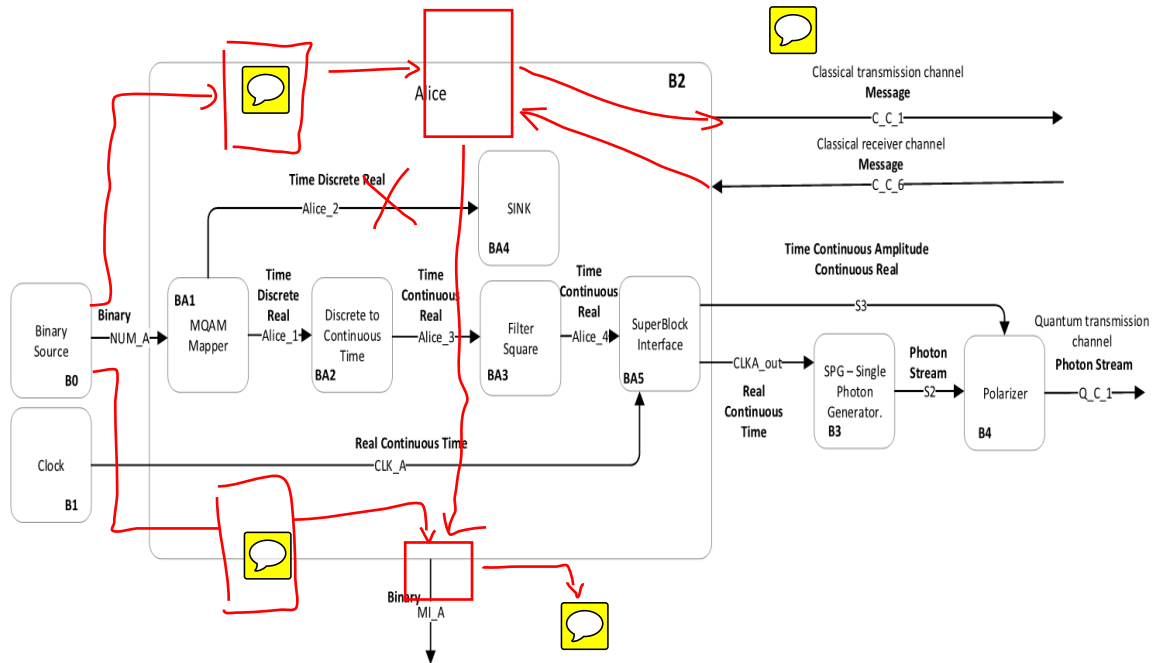 B2
Alice
Classical transmission channel
Message
C_C_1
Classical receiver channel
Message
C_C_6
Time Discrete Real
Alice_2
SINK
BA4
Time Continuous Amplitude
Continuous Real
S3
Binary
Source
B0
Binary
NUM_A
BA1
MQAM
Mapper
Time
Discrete
Real
Alice_1
Discrete to
Continuous
Time
BA2
Time
Continuous
Real
Alice_3
Filter
Square
BA3
Time
Continuous
Real
Alice_4
SuperBlock
Interface
BA5
CLKA_out
Real
Continuous
Time
SPG – Single
Photon
Generator.
B3
Photon
Stream
S2
Polarizer
B4
Quantum transmission
channel
Photon Stream
Q_C_1
Clock
B1
Real Continuous Time
CLK_A
Binary
MI_A